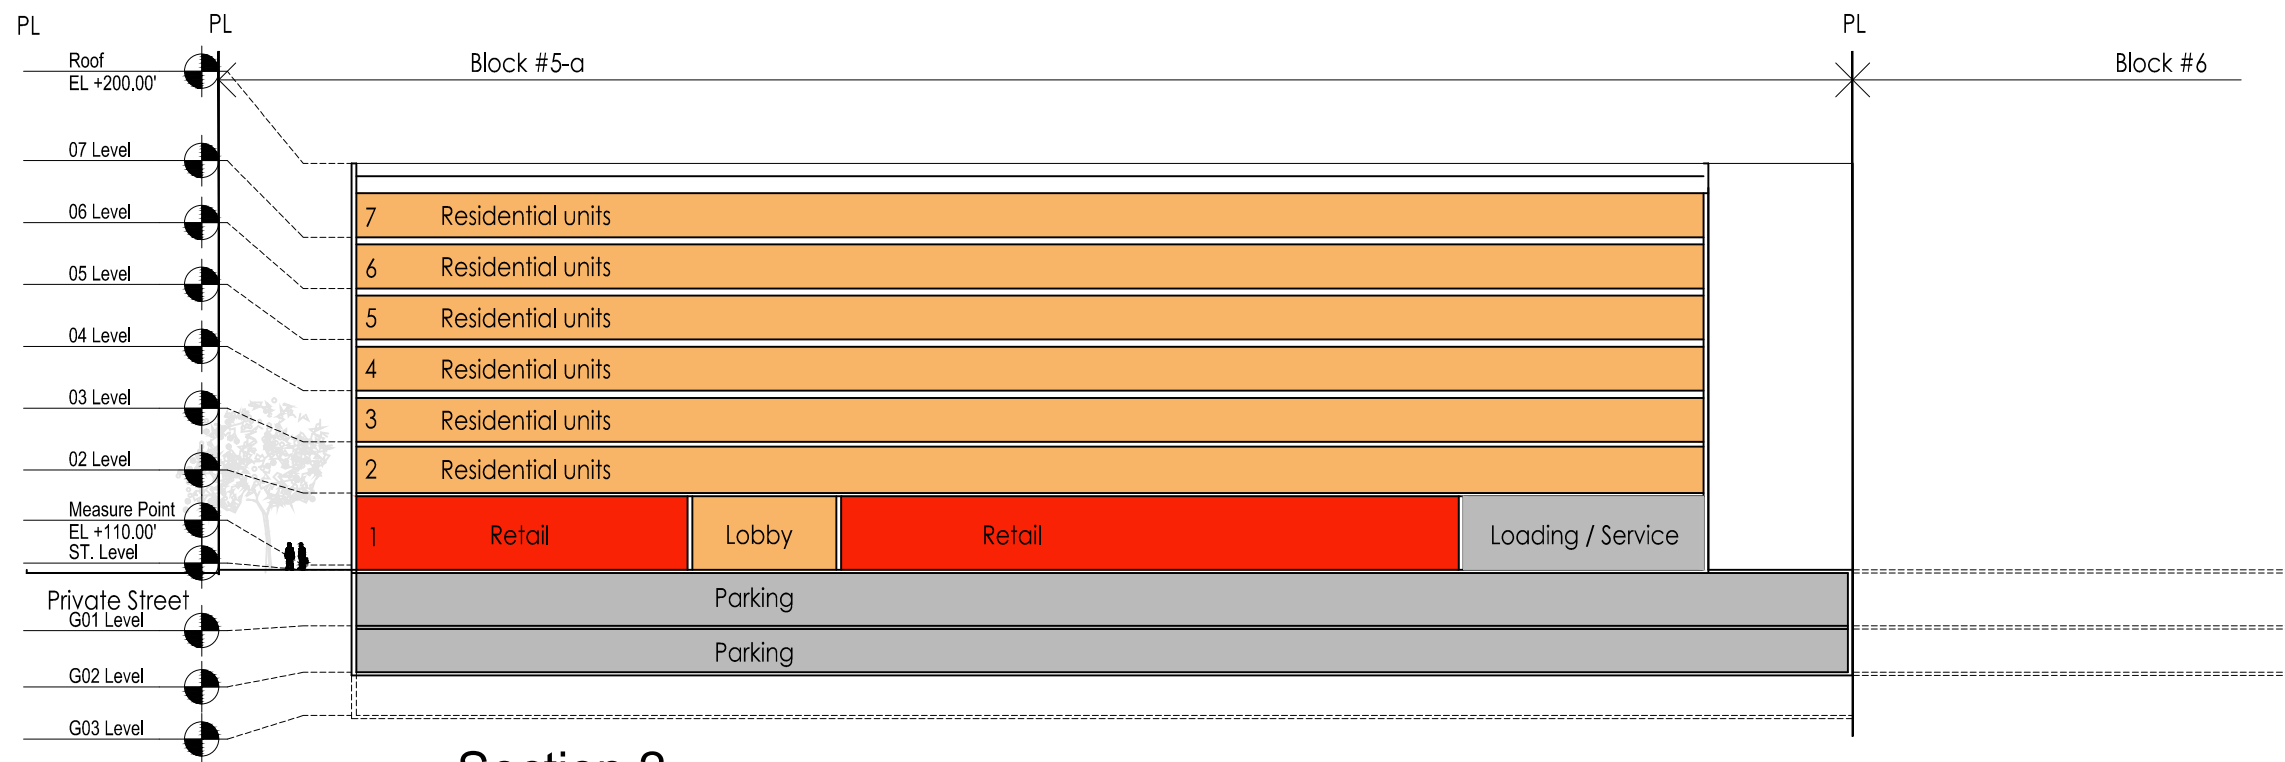 PL
PL
PL
Roof
EL +200.00'
Block #5-a
Block #6
07 Level
06 Level
05 Level
04 Level
03 Level
02 Level
Measure Point
EL +110.00'
ST. Level
7 Residential units
6 Residential units
5 Residential units
4 Residential units
3 Residential units
2 Residential units
1 Retail Lobby Retail Loading / Service
Private Street
G01 Level
Parking
G02 Level
Parking
G03 Level